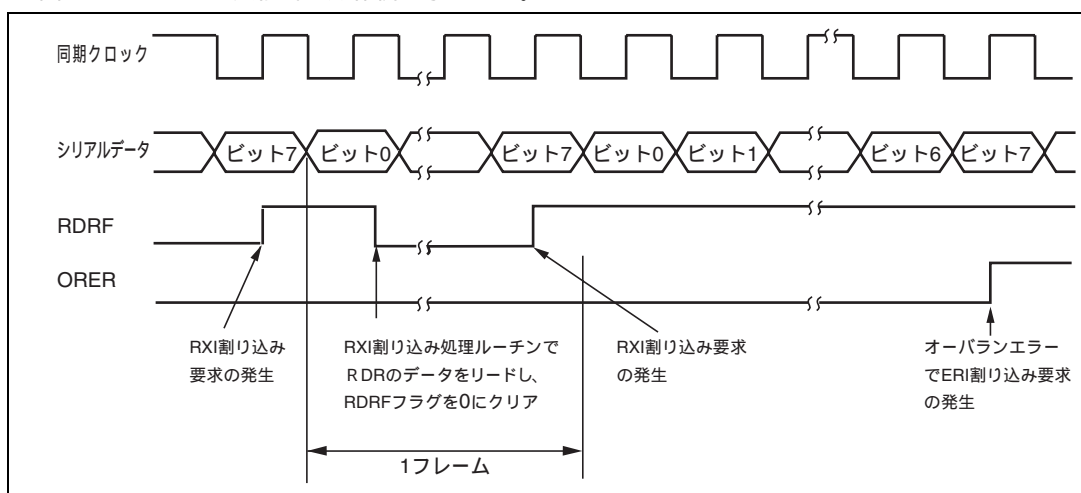 同期クロック
シリアルデータ
ビット7
ビット0
ビット7
ビット0
ビット1
ビット6
ビット7
RDRF
ORER
RXI割り込み
要求の発生
RXI割り込み処理ルーチンで
RDRのデータをリードし、
RDRFフラグを0にクリア
RXI割り込み要求
の発生
オーバランエラー
でERI割り込み要求
の発生
1フレーム